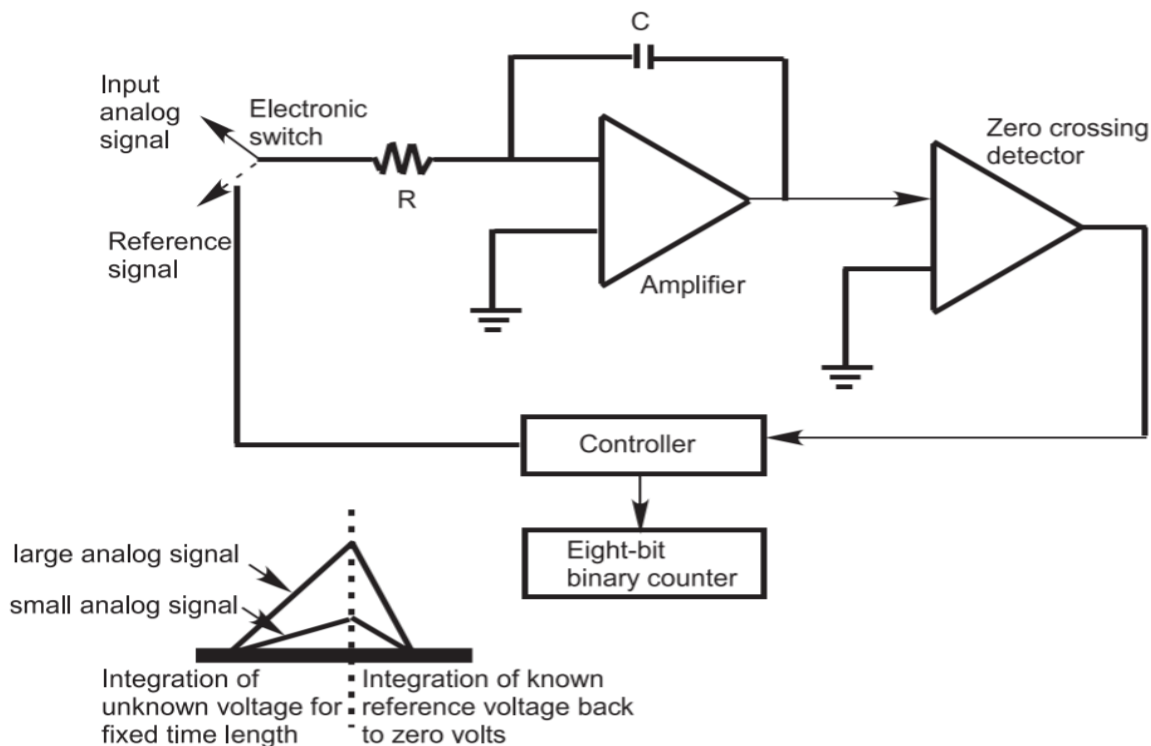 C
Input
analog
signal
Electronic
switch
Zero crossing
detector
R
Reference
signal
Amplifier
Controller
Eight-bit
binary counter
large analog signal
small analog signal
Integration of
unknown voltage for
fixed time length
Integration of known
reference voltage back
to zero volts